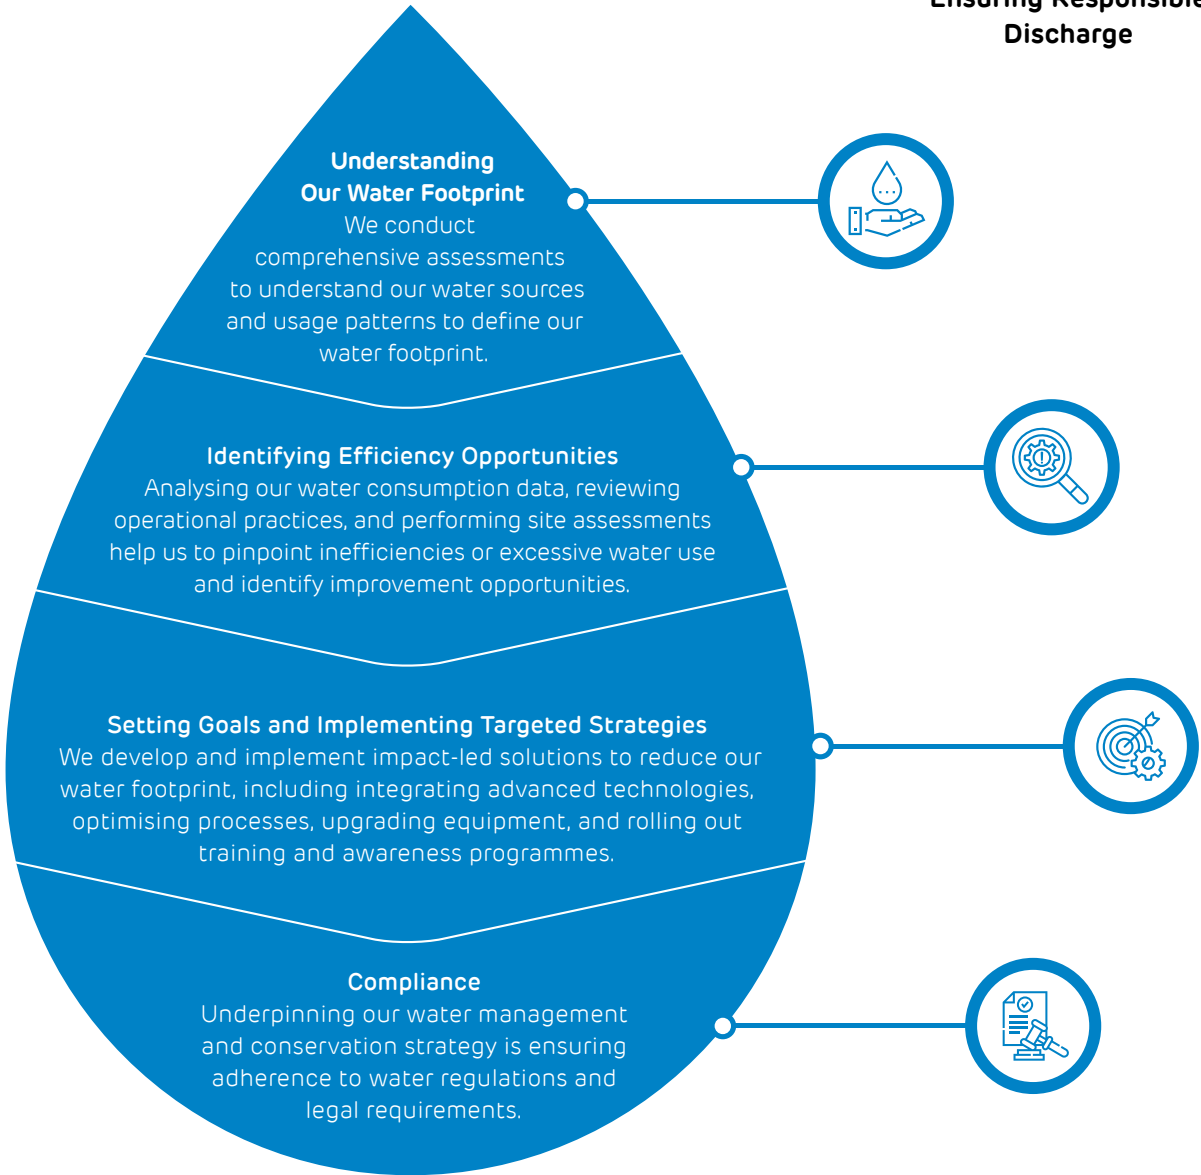 Ensuring Responsible
Discharge
Understanding
Our Water Footprint
We conduct
comprehensive assessments
to understand our water sources
and usage patterns to define our
water footprint.
Identifying Efficiency Opportunities
Analysing our water consumption data, reviewing
operational practices, and performing site assessments
help us to pinpoint inefficiencies or excessive water use
and identify improvement opportunities.
Setting Goals and Implementing Targeted Strategies
We develop and implement impact-led solutions to reduce our
water footprint, including integrating advanced technologies,
optimising processes, upgrading equipment, and rolling out
training and awareness programmes.
Compliance
Underpinning our water management
and conservation strategy is ensuring
adherence to water regulations and
legal requirements.